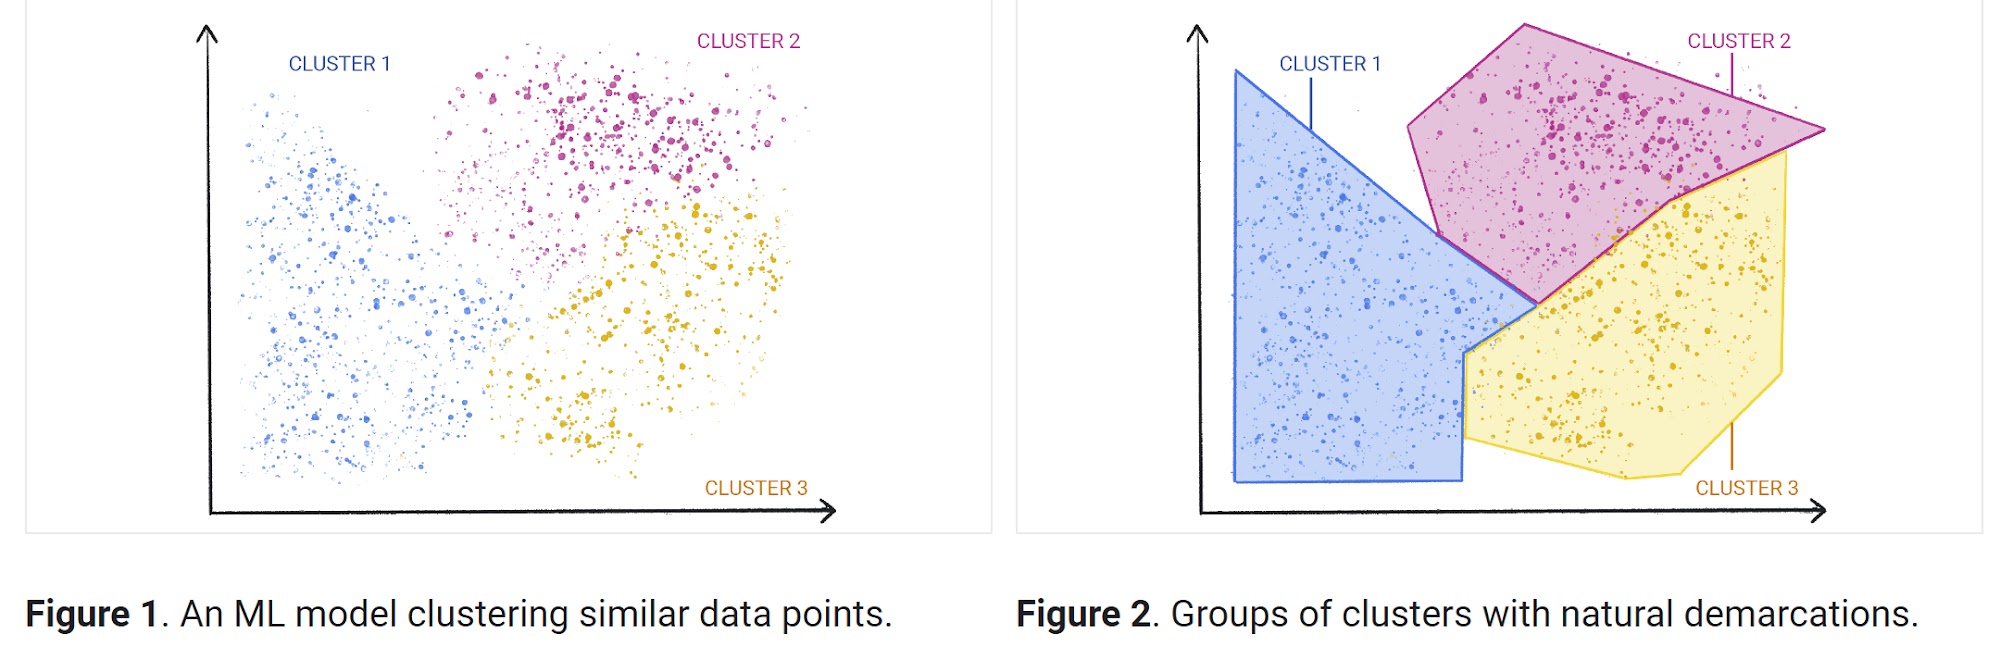 CLUSTER 1
CLUSTER 2
CLUSTER 3
Figure 1. An ML model clustering similar data points.
CLUSTER 1
CLUSTER 2
CLUSTER 3
Figure 2. Groups of clusters with natural demarcations.